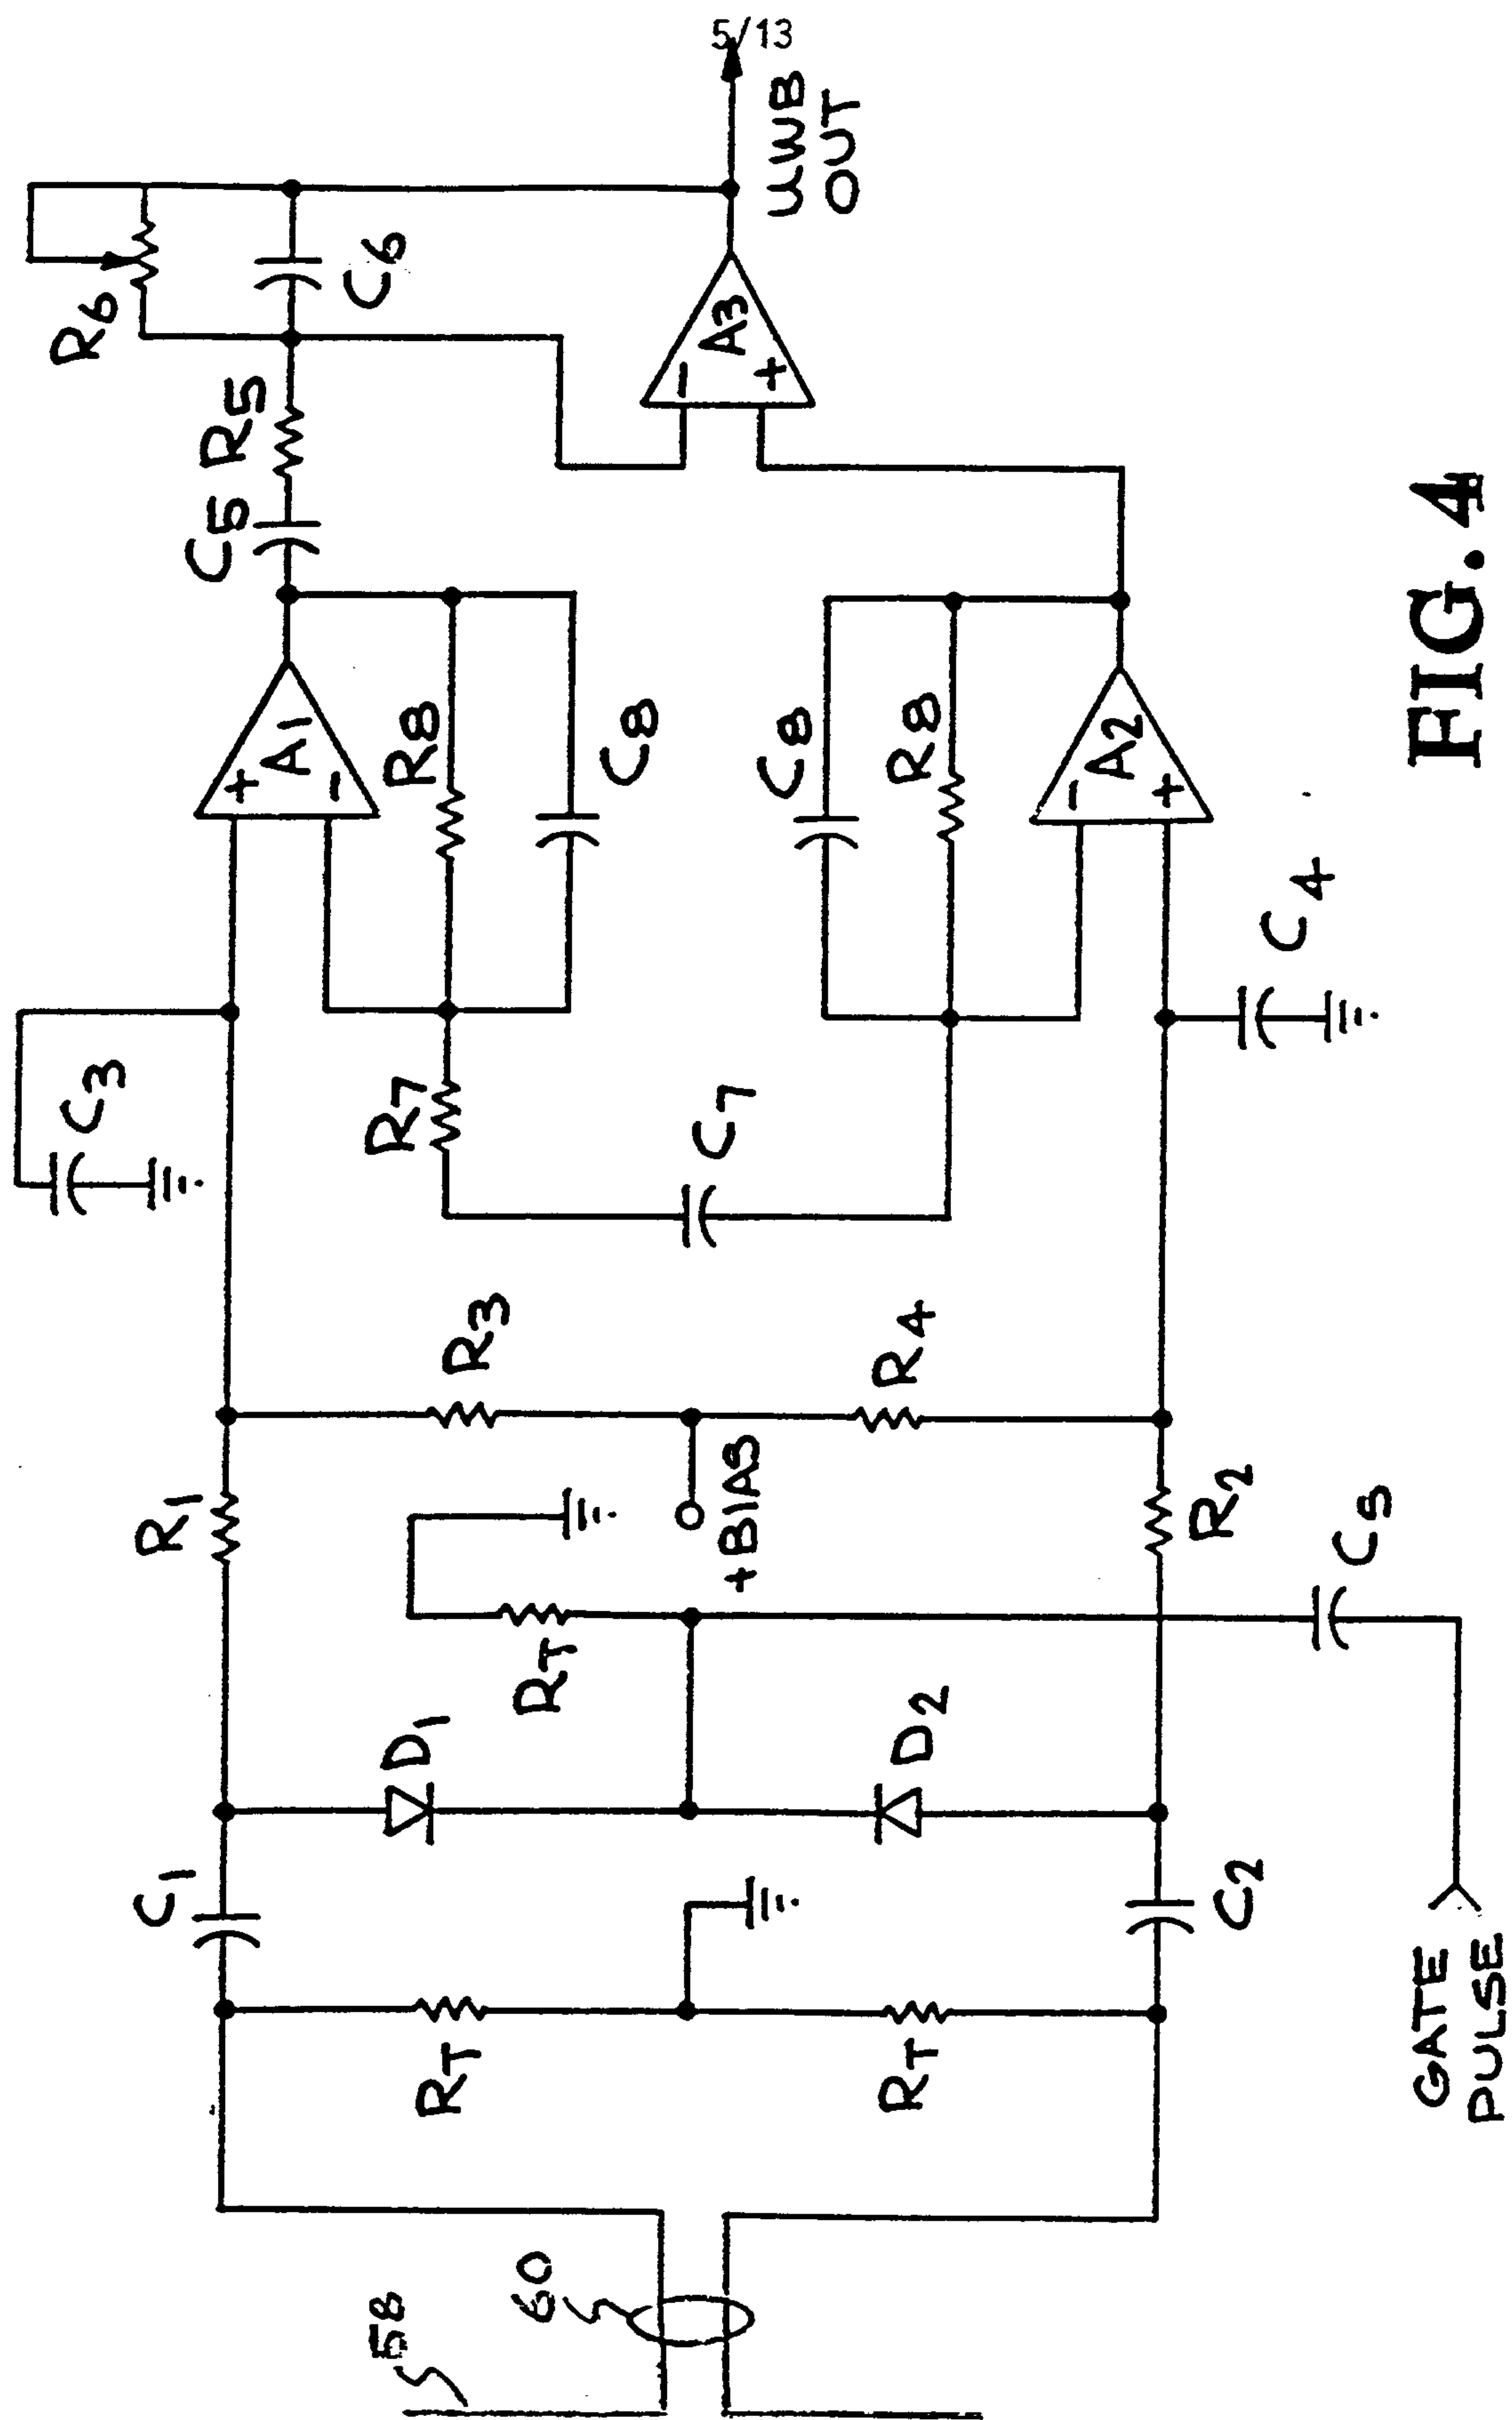 5/13
UWB
OUT
R6
C6
R5
C5
A3
-
+
A1
+
-
R8
C8
C8
R8
A2
-
+
C3
C4
R7
C7
R3
R4
+BIAS
R1
R2
RT
C5
D1
D2
C1
C2
RT
RT
GATE
PULSE
60
58
FIG. 4